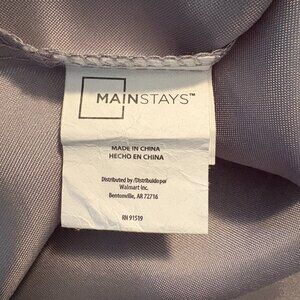 MAINSTAYS™
MADE IN CHINA
HECHO EN CHINA
Distributed by /Distribuido por
Walmart Inc.
Bentonville, AR 72716
RN 91519